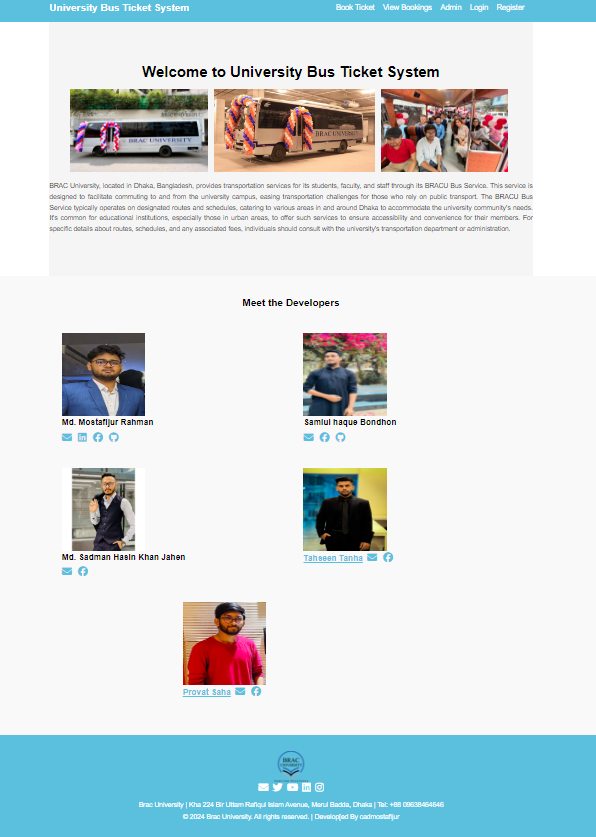 University Bus Ticket System
Book Ticket View Bookings Admin Login Register
Welcome to University Bus Ticket System
BRAC UNIVERSITY
BRAC UNIVERSITY
BRAC University, located in Dhaka, Bangladesh, provides transportation services for its students, faculty, and staff through its BRACU Bus Service. This service is
designed to facilitate commuting to and from the university campus, easing transportation challenges for those who rely on public transport. The BRACU Bus
Service typically operates on designated routes and schedules, catering to various areas in and around Dhaka to accommodate the university community's needs.
It's common for educational institutions, especially those in urban areas, to offer such services to ensure accessibility and convenience for their members. For
specific details about routes, schedules, and any associated fees, individuals should consult with the university's transportation department or administration.
Meet the Developers
Md. Mostafijur Rahman
Samiul haque Bondhon
Md. Sadman Hasin Khan Jahen
Tahseen Tanha
Provat Saha
BRAC
UNIVERSITY
Brac University | Kha 224 Bir Uttam Rafiqul Islam Avenue, Merul Badda, Dhaka | Tel: +88 09638464646
© 2024 Brac University. All rights reserved. | Develop[ed By cadmostafijur